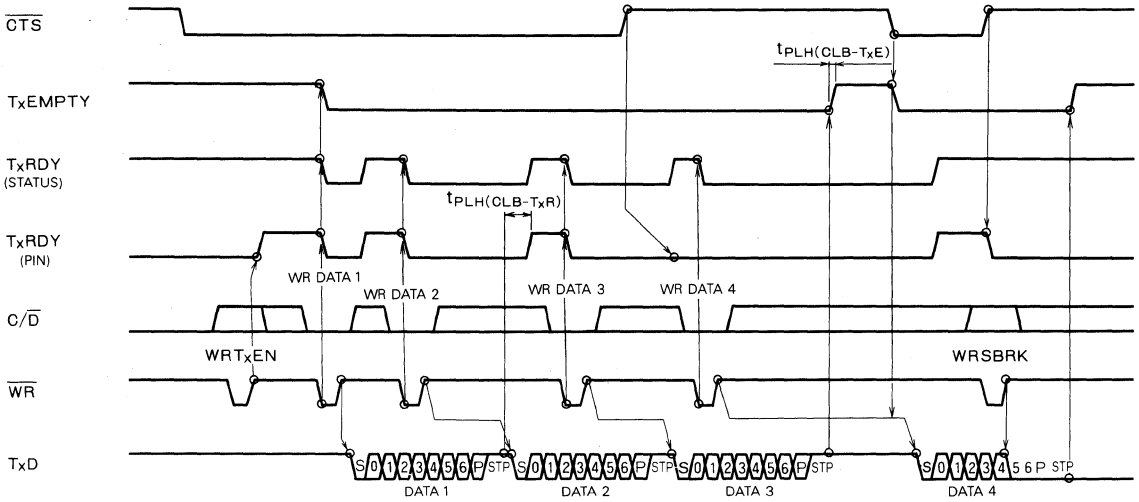 CTS
tPLH(CLB-TxE)
TxEMPTY
TxRDY
(STATUS)
tPLH(CLB-TxR)
TxRDY
(PIN)
WR DATA 1
WR DATA 2
WR DATA 3
WR DATA 4
C/D
WRTxEN
WRSBRK
WR
TxD
S 0 1 2 3 4 5 6 P STP
S 0 1 2 3 4 5 6 P STP
S 0 1 2 3 4 5 6 P STP
S 0 1 2 3 4 5 6 P STP
DATA 1
DATA 2
DATA 3
DATA 4